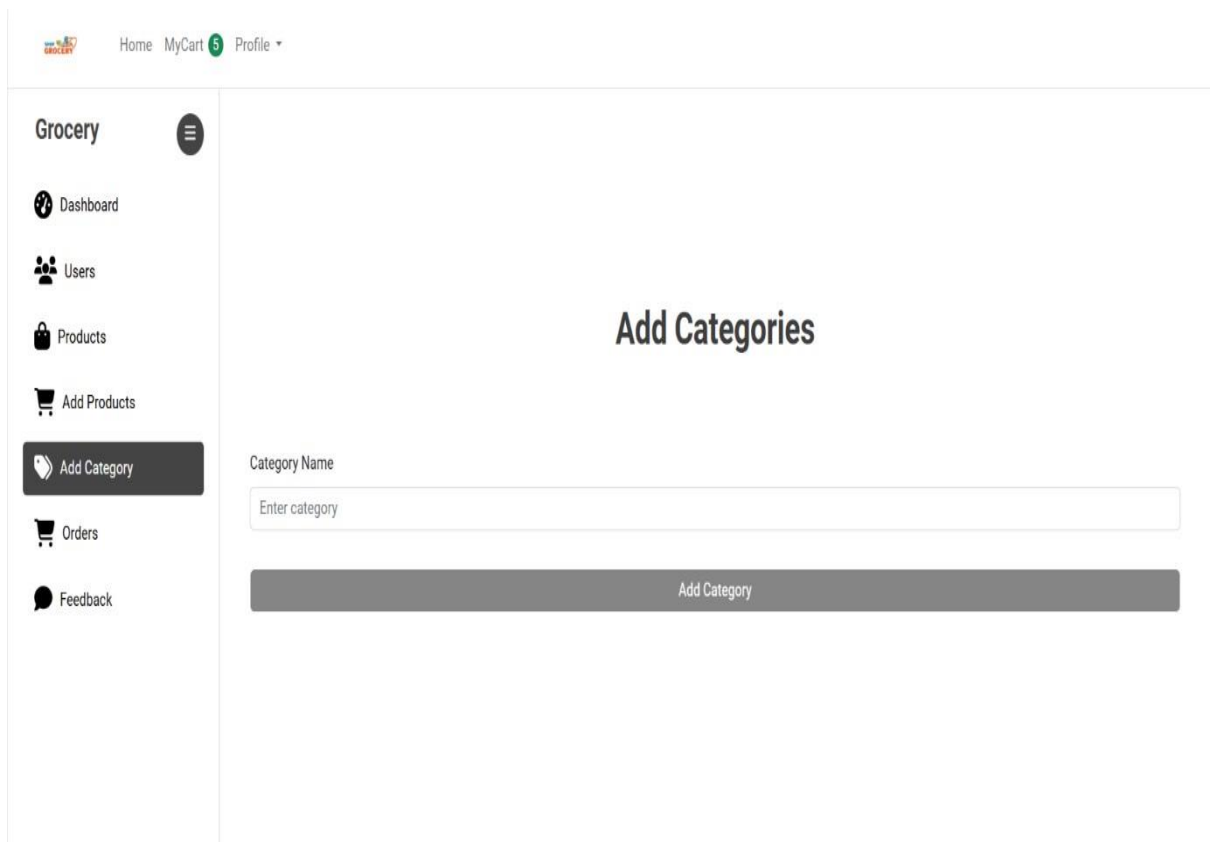 GROCERY
Home MyCart 5 Profile
Grocery
Dashboard
Users
Products
Add Products
Add Category
Orders
Feedback
Add Categories
Category Name
Enter category
Add Category